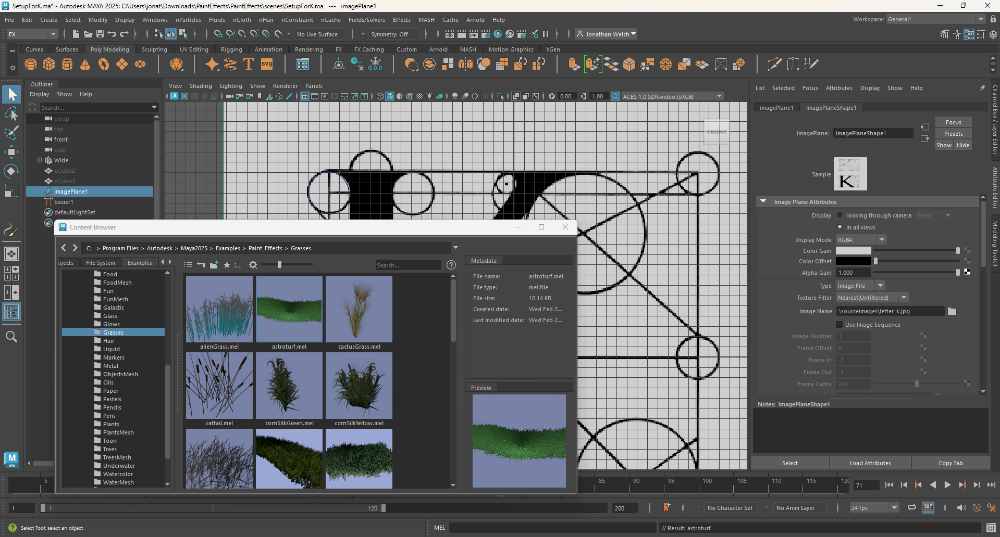 SetupForK.ma* - Autodesk MAYA 2025: C:\Users\jonat\Downloads\PaintEffects\PaintEffects\scenes\SetupForK.ma --- imagePlane1
File Edit Create Select Modify Display Windows nParticles Fluids nCloth nHair nConstraint nCache Fields/Solvers Effects MASH Cache Arnold Help
Workspace: General*
FX
No Live Surface
Symmetry: Off
IPR
Jonathan Welch
Curves Surfaces Poly Modeling Sculpting UV Editing Rigging Animation Rendering FX FX Caching Custom Arnold MASH Motion Graphics XGen
T
SVG
0,0,0
Outliner
Display Show Help
Search...
persp
top
front
side
Wide
pCube2
pCube3
imagePlane1
bezier1
defaultLightSet
View Shading Lighting Show Renderer Panels
0.00
1.00
ACES 1.0 SDR-video (sRGB)
FRONT
List Selected Focus Attributes Display Show Help
imagePlane1 imagePlaneShape1
imagePlane: imagePlaneShape1
Focus
Presets
Show Hide
Sample
K
Image Plane Attributes
Display looking through camera front
in all views
Display Mode RGBA
Color Gain
Color Offset
Alpha Gain 1.000
Type Image File
Texture Filter Nearest(Unfiltered)
Image Name \sourceimages\letter_k.jpg
Use Image Sequence
Image Number 1
Frame Offset 0
Frame In -1
Frame Out -1
Frame Cache 204
Notes: imagePlaneShape1
Select Load Attributes Copy Tab
Channel Box / Layer Editor
Attribute Editor
Modeling Toolkit
Content Browser
C: > Program Files > Autodesk > Maya2025 > Examples > Paint_Effects > Grasses
bjects File System Examples
Search...
Food
FoodMesh
Fun
FunMesh
Galactic
Glass
Glows
Grasses
Hair
Liquid
Markers
Metal
ObjectsMesh
Oils
Paper
Pastels
Pencils
Pens
Plants
PlantsMesh
Toon
Trees
TreesMesh
Underwater
Watercolor
WaterMesh
alienGrass.mel astroturf.mel cactusGrass.mel
cattail.mel cornSilkGreen.mel cornSilkYellow.mel
Metadata
File name: astroturf.mel
File type: mel file
File size: 10.14 KB
Created date: Wed Feb 2...
Last modified date: Wed Feb 2...
Preview
M
AYA
5 85 90 95 100 105 110 115 120
71
1
1
120
200
No Character Set
No Anim Layer
24 fps
Select Tool: select an object
MEL
// Result: astroturf